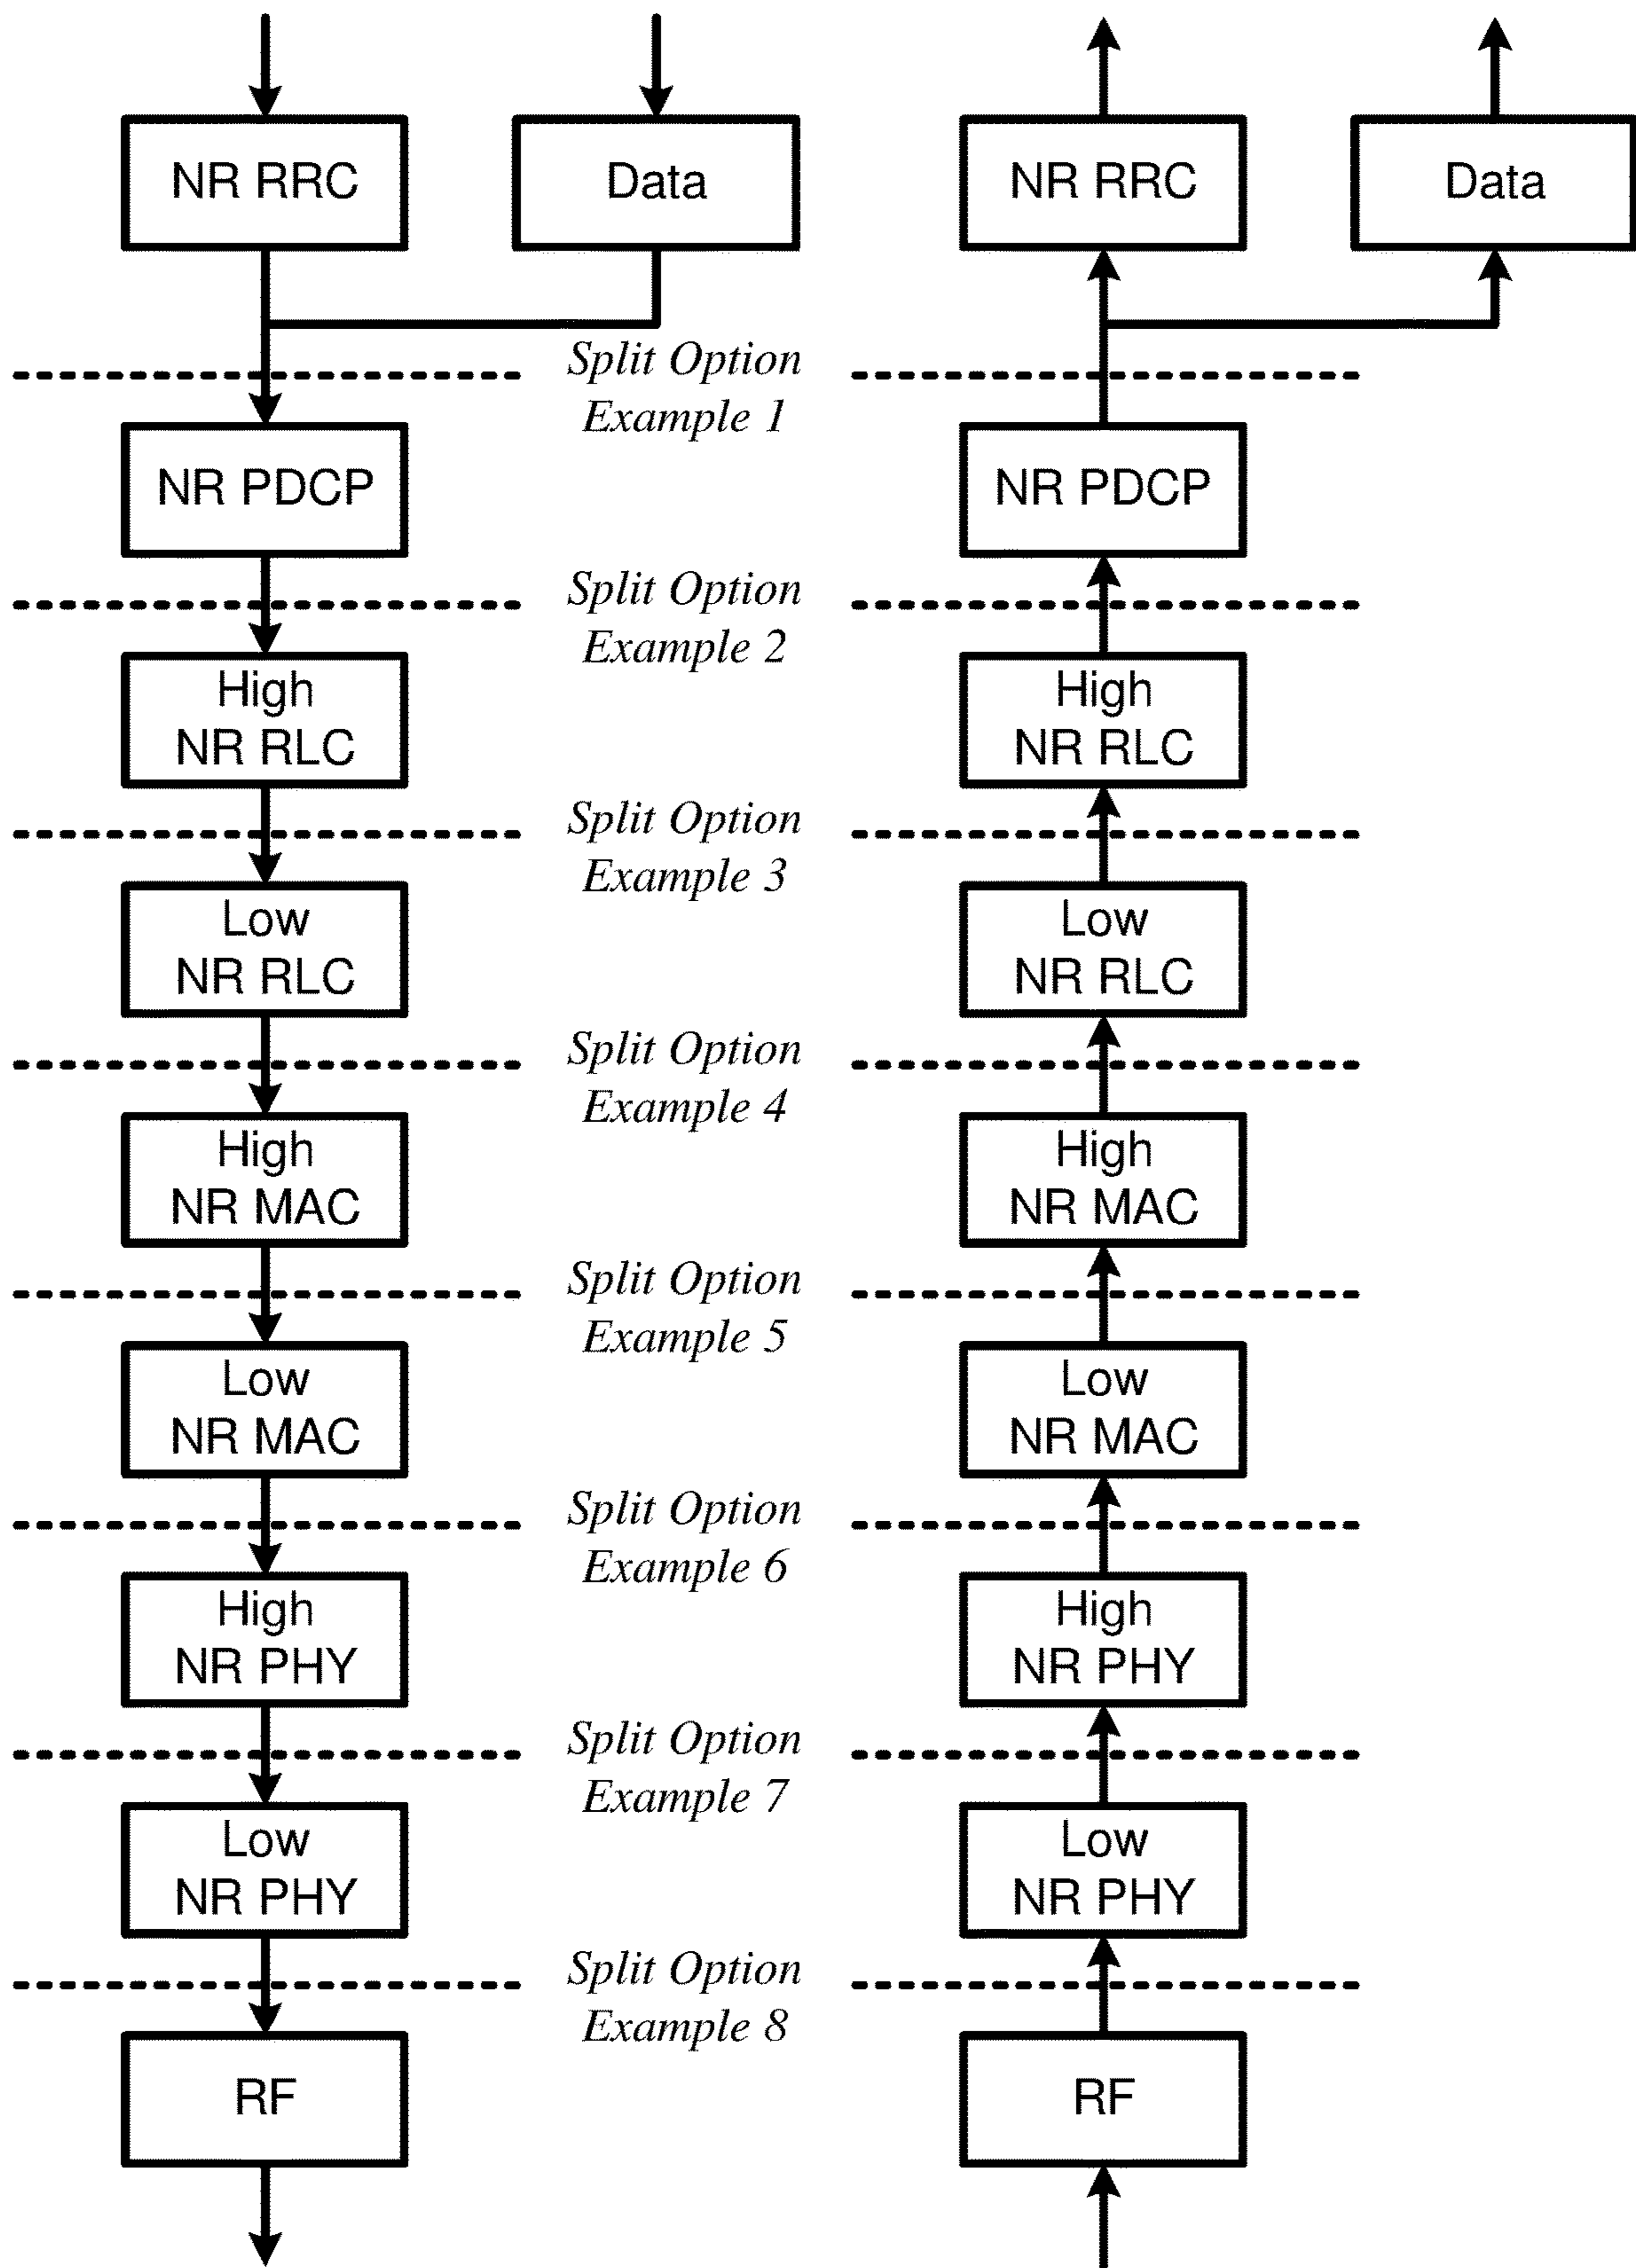 NR RRC
Data
NR RRC
Data
Split Option
Example 1
NR PDCP
NR PDCP
Split Option
Example 2
High
NR RLC
High
NR RLC
Split Option
Example 3
Low
NR RLC
Low
NR RLC
Split Option
Example 4
High
NR MAC
High
NR MAC
Split Option
Example 5
Low
NR MAC
Low
NR MAC
Split Option
Example 6
High
NR PHY
High
NR PHY
Split Option
Example 7
Low
NR PHY
Low
NR PHY
Split Option
Example 8
RF
RF